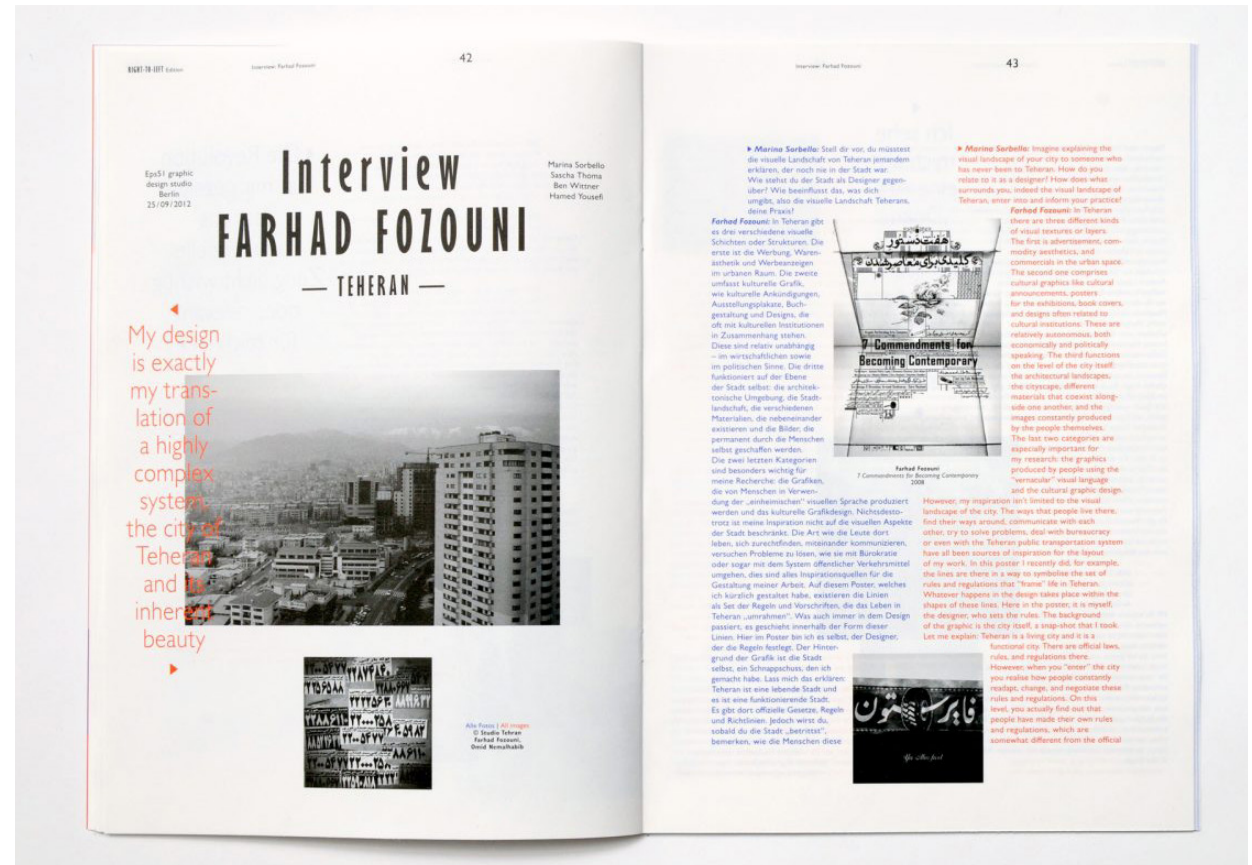 RIGHT-TO-LEFT Edition
Interview: Farhad Fozouni
42
Eps51 graphic
design studio
Berlin
25/09/2012
Interview
FARHAD FOZOUNI
— TEHERAN —
Marina Sorbello
Sascha Thoma
Ben Wittner
Hamed Yousefi
My design
is exactly
my trans-
lation of
a highly
complex
system,
the city of
Teheran
and its
inherent
beauty
Alle Fotos | All images
© Studio Tehran
Farhad Fozouni,
Omid Nemalhabib
Interview: Farhad Fozouni
43
Marina Sorbello: Stell dir vor, du müsstest
die visuelle Landschaft von Teheran jemandem
erklären, der noch nie in der Stadt war.
Wie stehst du der Stadt als Designer gegen-
über? Wie beeinflusst das, was dich
umgibt, also die visuelle Landschaft Teherans,
deine Praxis?
Farhad Fozouni: In Teheran gibt
es drei verschiedene visuelle
Schichten oder Strukturen. Die
erste ist die Werbung, Waren-
ästhetik und Werbeanzeigen
im urbanen Raum. Die zweite
umfasst kulturelle Grafik,
wie kulturelle Ankündigungen,
Ausstellungsplakate, Buch-
gestaltung und Designs, die
oft mit kulturellen Institutionen
in Zusammenhang stehen.
Diese sind relativ unabhängig
– im wirtschaftlichen sowie
im politischen Sinne. Die dritte
funktioniert auf der Ebene
der Stadt selbst: die architek-
tonische Umgebung, die Stadt-
landschaft, die verschiedenen
Materialien, die nebeneinander
existieren und die Bilder, die
permanent durch die Menschen
selbst geschaffen werden.
Die zwei letzten Kategorien
sind besonders wichtig für
meine Recherche: die Grafiken,
die von Menschen in Verwen-
dung der „einheimischen“ visuellen Sprache produziert
werden und das kulturelle Grafikdesign. Nichtsdesto-
trotz ist meine Inspiration nicht auf die visuellen Aspekte
der Stadt beschränkt. Die Art wie die Leute dort
leben, sich zurechtfinden, miteinander kommunizieren,
versuchen Probleme zu lösen, wie sie mit Bürokratie
oder sogar mit dem System öffentlicher Verkehrsmittel
umgehen, dies sind alles Inspirationsquellen für die
Gestaltung meiner Arbeit. Auf diesem Poster, welches
ich kürzlich gestaltet habe, existieren die Linien
als Set der Regeln und Vorschriften, die das Leben in
Teheran „umrahmen“. Was auch immer in dem Design
passiert, es geschieht innerhalb der Form dieser
Linien. Hier im Poster bin ich es selbst, der Designer,
der die Regeln festlegt. Der Hinter-
grund der Grafik ist die Stadt
selbst, ein Schnappschuss, den ich
gemacht habe. Lass mich das erklären:
Teheran ist eine lebende Stadt und
es ist eine funktionierende Stadt.
Es gibt dort offizielle Gesetze, Regeln
und Richtlinien. Jedoch wirst du,
sobald du die Stadt „betrittst“,
bemerken, wie die Menschen diese
هفت دستور
کلیدی برای معاصر شدن
7 Commandments for
Becoming Contemporary
Farhad Fozouni
7 Commandments for Becoming Contemporary
2008
Marina Sorbello: Imagine explaining the
visual landscape of your city to someone who
has never been to Teheran. How do you
relate to it as a designer? How does what
surrounds you, indeed the visual landscape of
Teheran, enter into and inform your practice?
Farhad Fozouni: In Teheran
there are three different kinds
of visual textures or layers.
The first is advertisement, com-
modity aesthetics, and
commercials in the urban space.
The second one comprises
cultural graphics like cultural
announcements, posters
for the exhibitions, book covers,
and designs often related to
cultural institutions. These are
relatively autonomous, both
economically and politically
speaking. The third functions
on the level of the city itself:
the architectural landscapes,
the cityscape, different
materials that coexist along-
side one another, and the
images constantly produced
by the people themselves.
The last two categories are
especially important for
my research: the graphics
produced by people using the
“vernacular” visual language
and the cultural graphic design.
However, my inspiration isn't limited to the visual
landscape of the city. The ways that people live there,
find their ways around, communicate with each
other, try to solve problems, deal with bureaucracy
or even with the Teheran public transportation system
have all been sources of inspiration for the layout
of my work. In this poster I recently did, for example,
the lines are there in a way to symbolise the set of
rules and regulations that “frame” life in Teheran.
Whatever happens in the design takes place within the
shapes of these lines. Here in the poster, it is myself,
the designer, who sets the rules. The background
of the graphic is the city itself, a snap-shot that I took.
Let me explain: Teheran is a living city and it is a
functional city. There are official laws,
rules, and regulations there.
However, when you “enter” the city
you realise how people constantly
readapt, change, and negotiate these
rules and regulations. On this
level, you actually find out that
people have made their own rules
and regulations, which are
somewhat different from the official
فایرستون